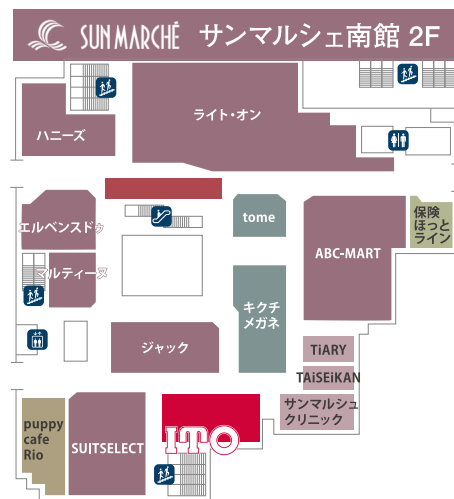 SUN MARCHÉ サンマルシェ南館 2F
ライト・オン
ハニーズ
エルベンスドゥ
tome
保険
ほっと
ライン
ABC-MART
マルティーヌ
キクチ
メガネ
ジャック
TiARY
TAiSEiKAN
サンマルシュ
クリニック
puppy
cafe
Rio
SUITSELECT
ITO